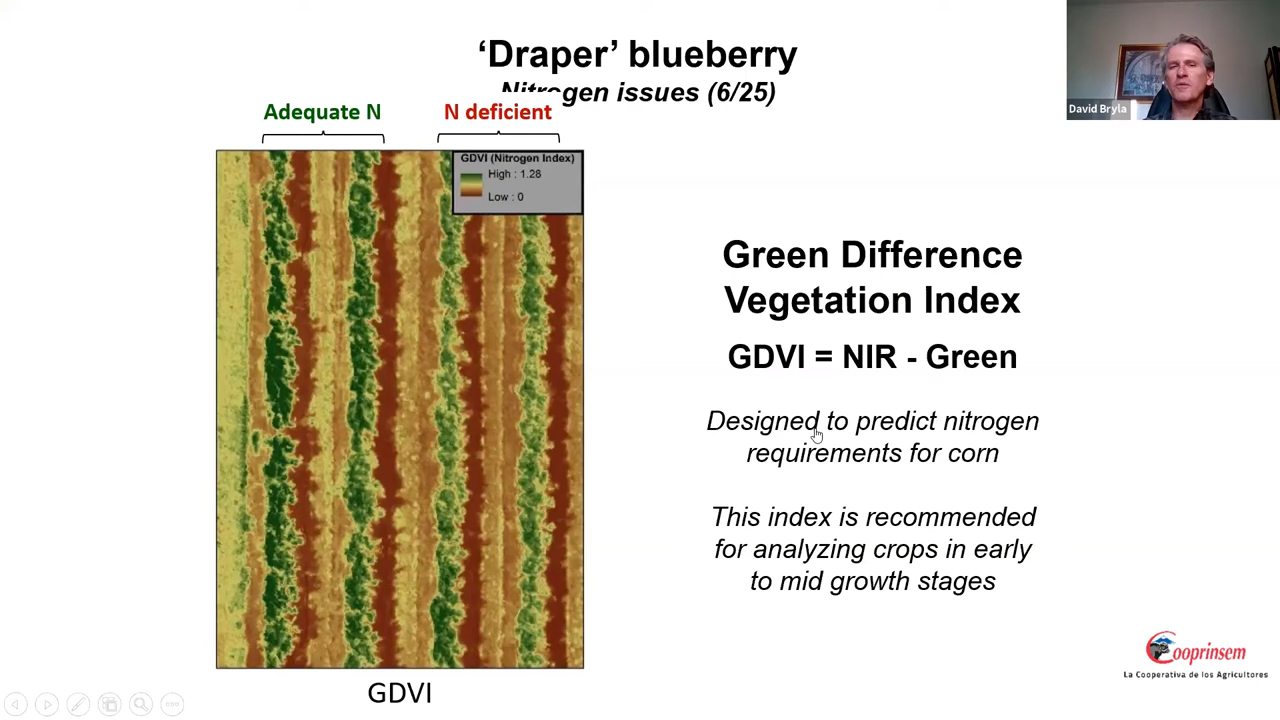 ‘Draper’ blueberry
Nitrogen issues (6/25)
David Bryla
Adequate N
N deficient
GDVI (Nitrogen Index)
High : 1.28
Low : 0
Green Difference
Vegetation Index
GDVI = NIR - Green
Designed to predict nitrogen
requirements for corn
This index is recommended
for analyzing crops in early
to mid growth stages
GDVI
Cooprinsem
La Cooperativa de los Agricultores